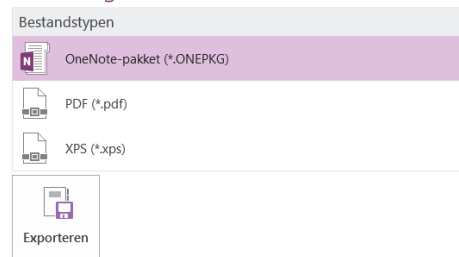 Bestandstypen
OneNote-pakket (*.ONEPKG)
PDF (*.pdf)
XPS (*.xps)
Exporteren